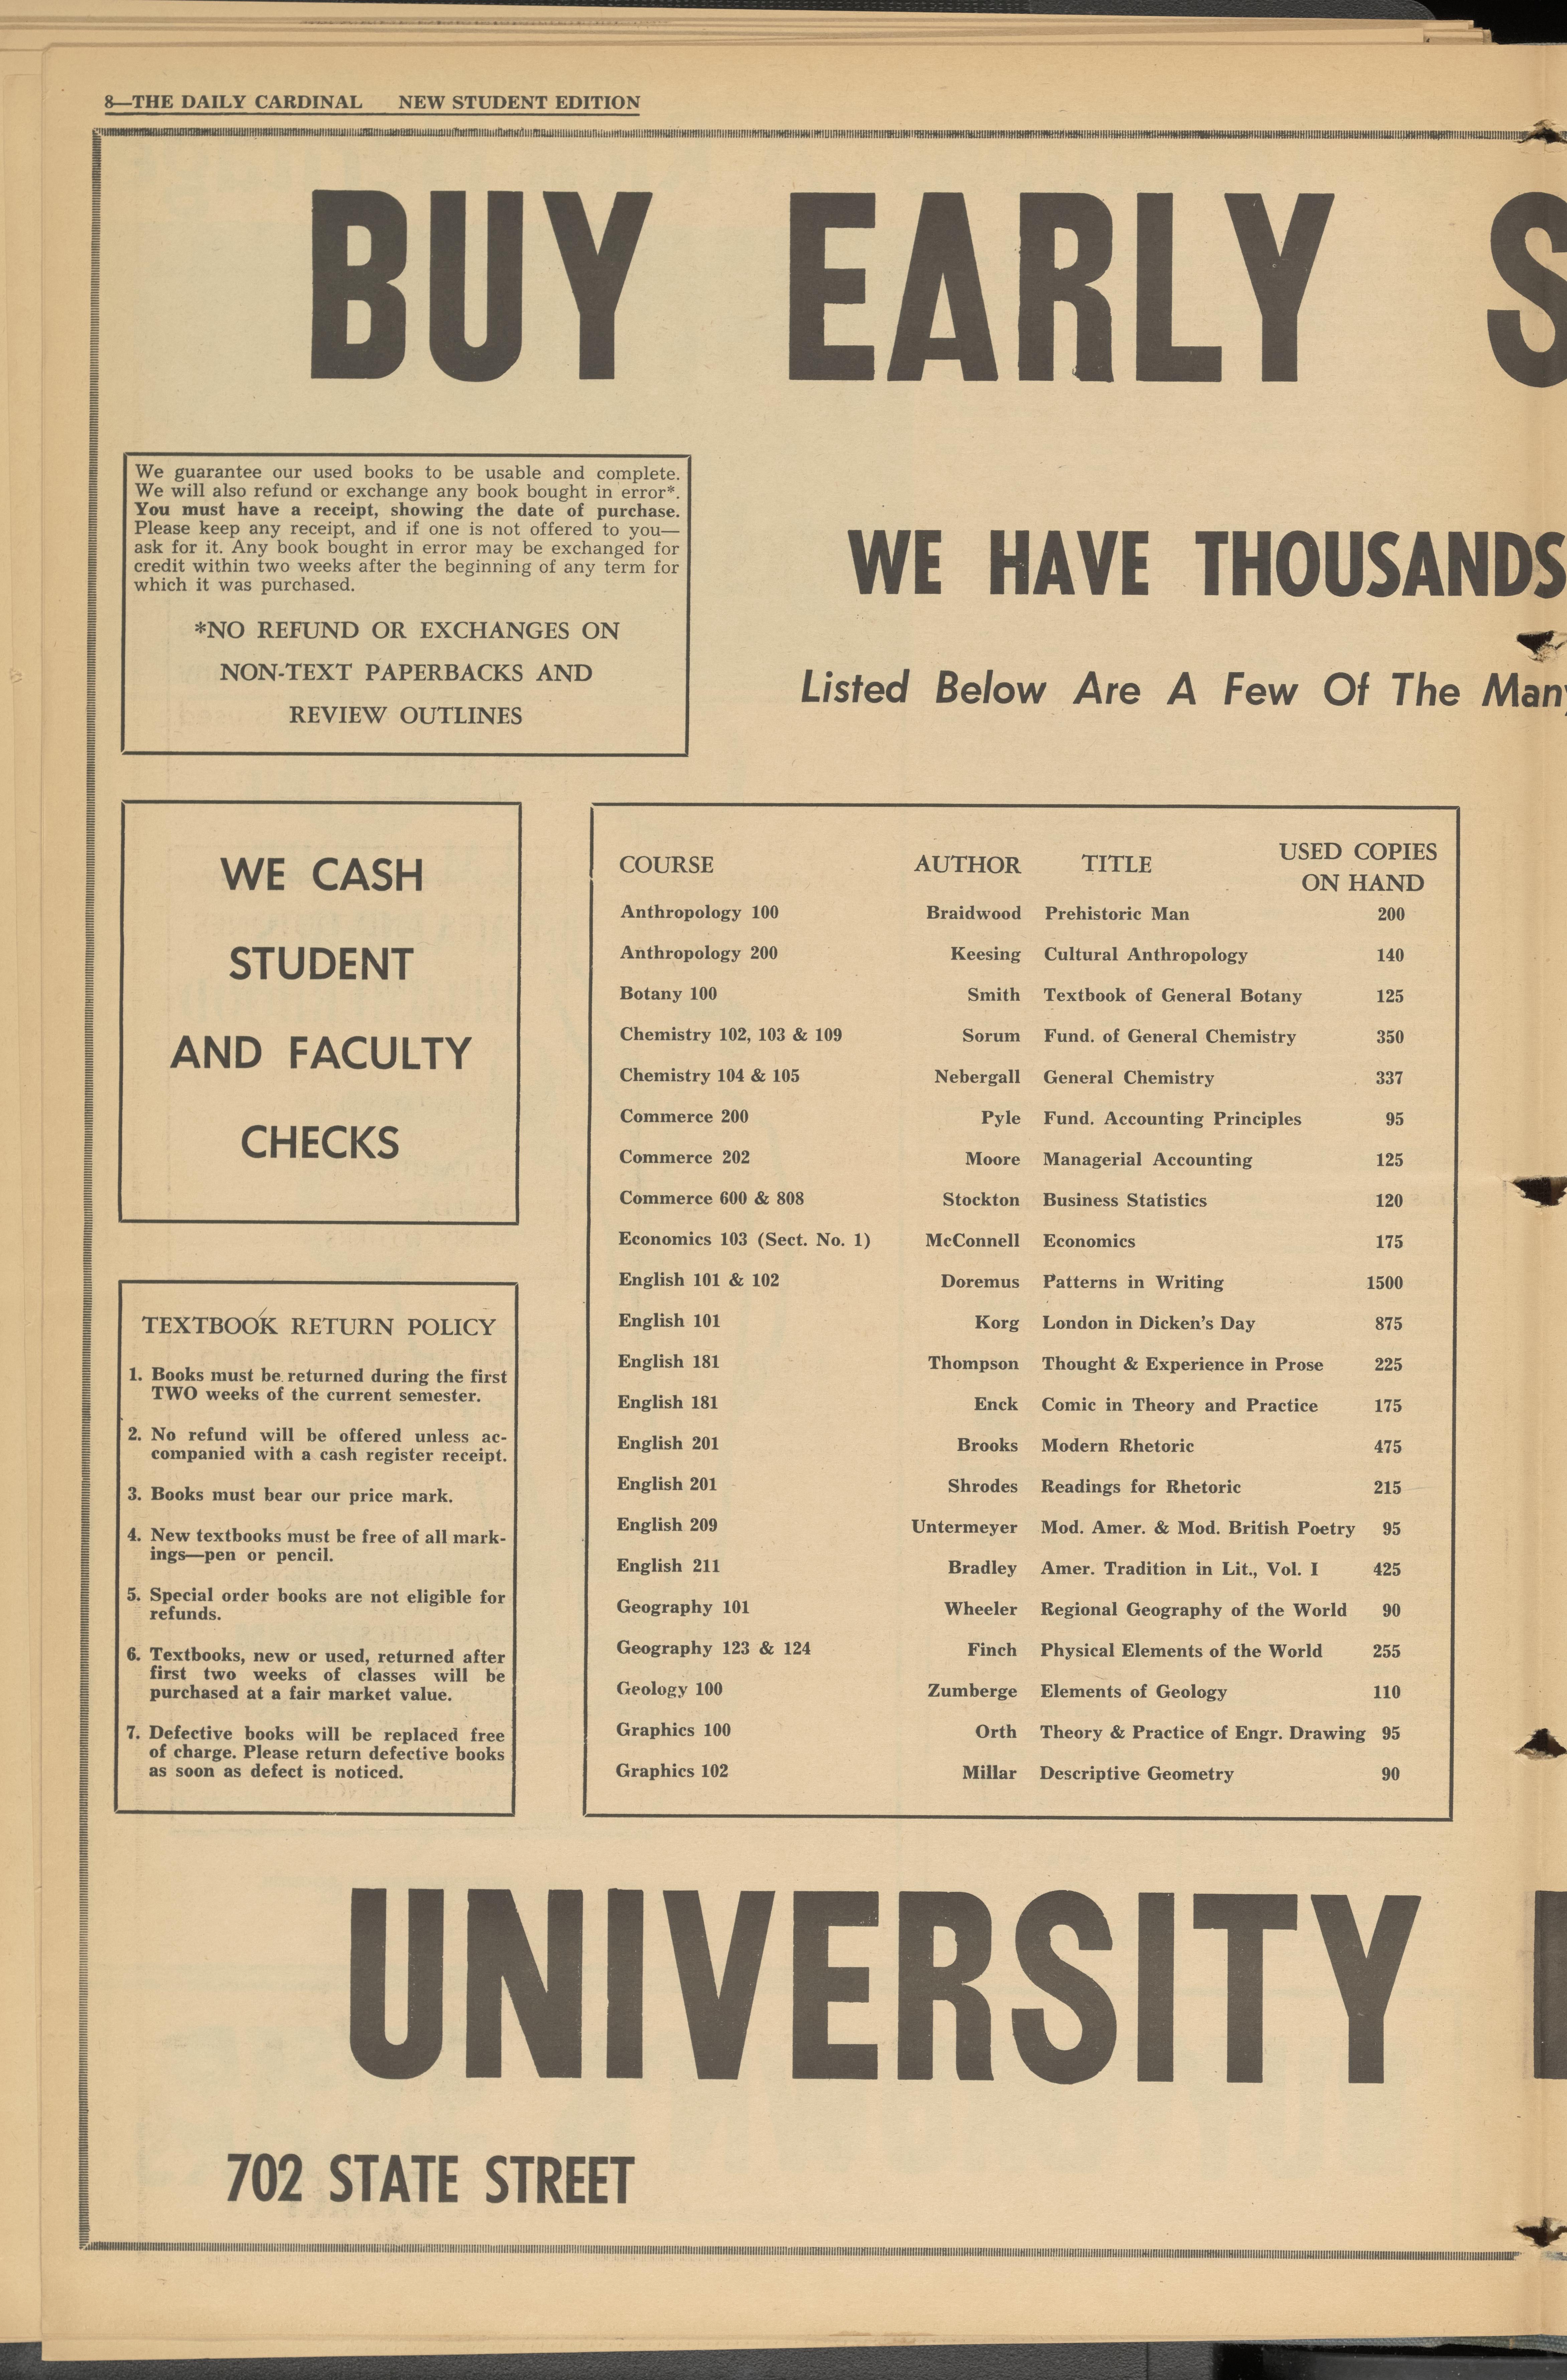 8—THE DAILY CARDINAL NEW STUDENT EDITION
BUY EARLY S
We guarantee our used books to be usable and complete.
We will also refund or exchange any book bought in error*.
You must have a receipt, showing the date of purchase.
Please keep any receipt, and if one is not offered to you—
ask for it. Any book bought in error may be exchanged for
credit within two weeks after the beginning of any term for
which it was purchased.
*NO REFUND OR EXCHANGES ON
NON-TEXT PAPERBACKS AND
REVIEW OUTLINES
WE HAVE THOUSANDS
Listed Below Are A Few Of The Many
WE CASH
STUDENT
AND FACULTY
CHECKS
TEXTBOOK RETURN POLICY
1. Books must be returned during the first
TWO weeks of the current semester.
2. No refund will be offered unless ac-
companied with a cash register receipt.
3. Books must bear our price mark.
4. New textbooks must be free of all mark-
ings—pen or pencil.
5. Special order books are not eligible for
refunds.
6. Textbooks, new or used, returned after
first two weeks of classes will be
purchased at a fair market value.
7. Defective books will be replaced free
of charge. Please return defective books
as soon as defect is noticed.
COURSE AUTHOR TITLE USED COPIES
ON HAND
Anthropology 100 Braidwood Prehistoric Man 200
Anthropology 200 Keesing Cultural Anthropology 140
Botany 100 Smith Textbook of General Botany 125
Chemistry 102, 103 & 109 Sorum Fund. of General Chemistry 350
Chemistry 104 & 105 Nebergall General Chemistry 337
Commerce 200 Pyle Fund. Accounting Principles 95
Commerce 202 Moore Managerial Accounting 125
Commerce 600 & 808 Stockton Business Statistics 120
Economics 103 (Sect. No. 1) McConnell Economics 175
English 101 & 102 Doremus Patterns in Writing 1500
English 101 Korg London in Dicken's Day 875
English 181 Thompson Thought & Experience in Prose 225
English 181 Enck Comic in Theory and Practice 175
English 201 Brooks Modern Rhetoric 475
English 201 Shrodes Readings for Rhetoric 215
English 209 Untermeyer Mod. Amer. & Mod. British Poetry 95
English 211 Bradley Amer. Tradition in Lit., Vol. I 425
Geography 101 Wheeler Regional Geography of the World 90
Geography 123 & 124 Finch Physical Elements of the World 255
Geology 100 Zumberge Elements of Geology 110
Graphics 100 Orth Theory & Practice of Engr. Drawing 95
Graphics 102 Millar Descriptive Geometry 90
UNIVERSITY
702 STATE STREET